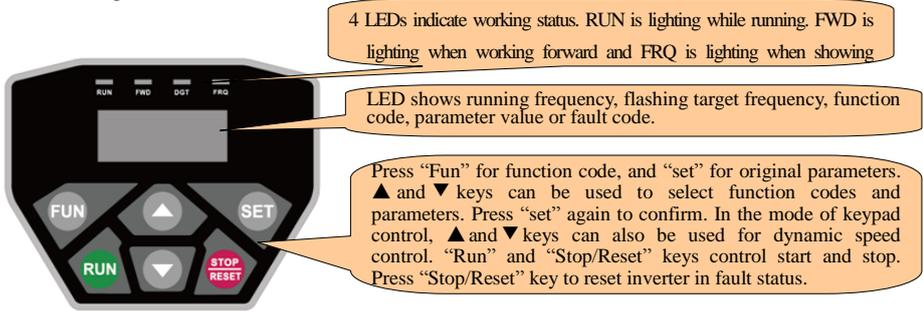 4 LEDs indicate working status. RUN is lighting while running. FWD is
lighting when working forward and FRQ is lighting when showing
RUN FWD DGT FRQ
LED shows running frequency, flashing target frequency, function
code, parameter value or fault code.
Press “Fun” for function code, and “set” for original parameters.
▲ and ▼ keys can be used to select function codes and
parameters. Press “set” again to confirm. In the mode of keypad
control, ▲ and ▼ keys can also be used for dynamic speed
control. “Run” and “Stop/Reset” keys control start and stop.
Press “Stop/Reset” key to reset inverter in fault status.
FUN SET
RUN
STOP
RESET